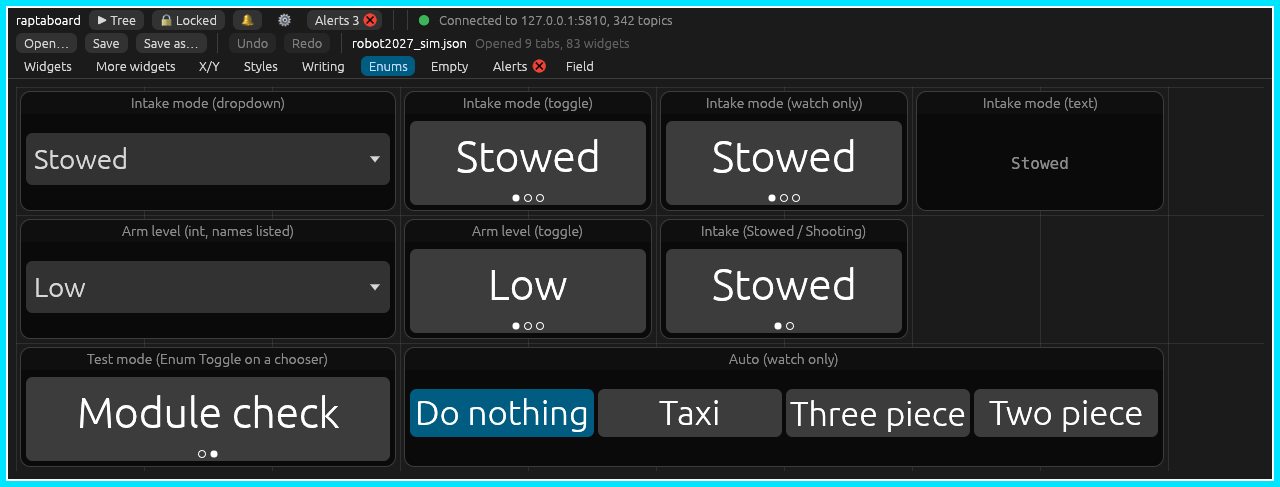 raptaboard ▶ Tree 🔒 Locked 🔔 ⚙ Alerts 3 ❌ Connected to 127.0.0.1:5810, 342 topics
Open… Save Save as… Undo Redo robot2027_sim.json Opened 9 tabs, 83 widgets
Widgets More widgets X/Y Styles Writing Enums Empty Alerts ❌ Field
Intake mode (dropdown) Intake mode (toggle) Intake mode (watch only) Intake mode (text)
Stowed Stowed Stowed Stowed
Arm level (int, names listed) Arm level (toggle) Intake (Stowed / Shooting)
Low Low Stowed
Test mode (Enum Toggle on a chooser) Auto (watch only)
Module check Do nothing Taxi Three piece Two piece